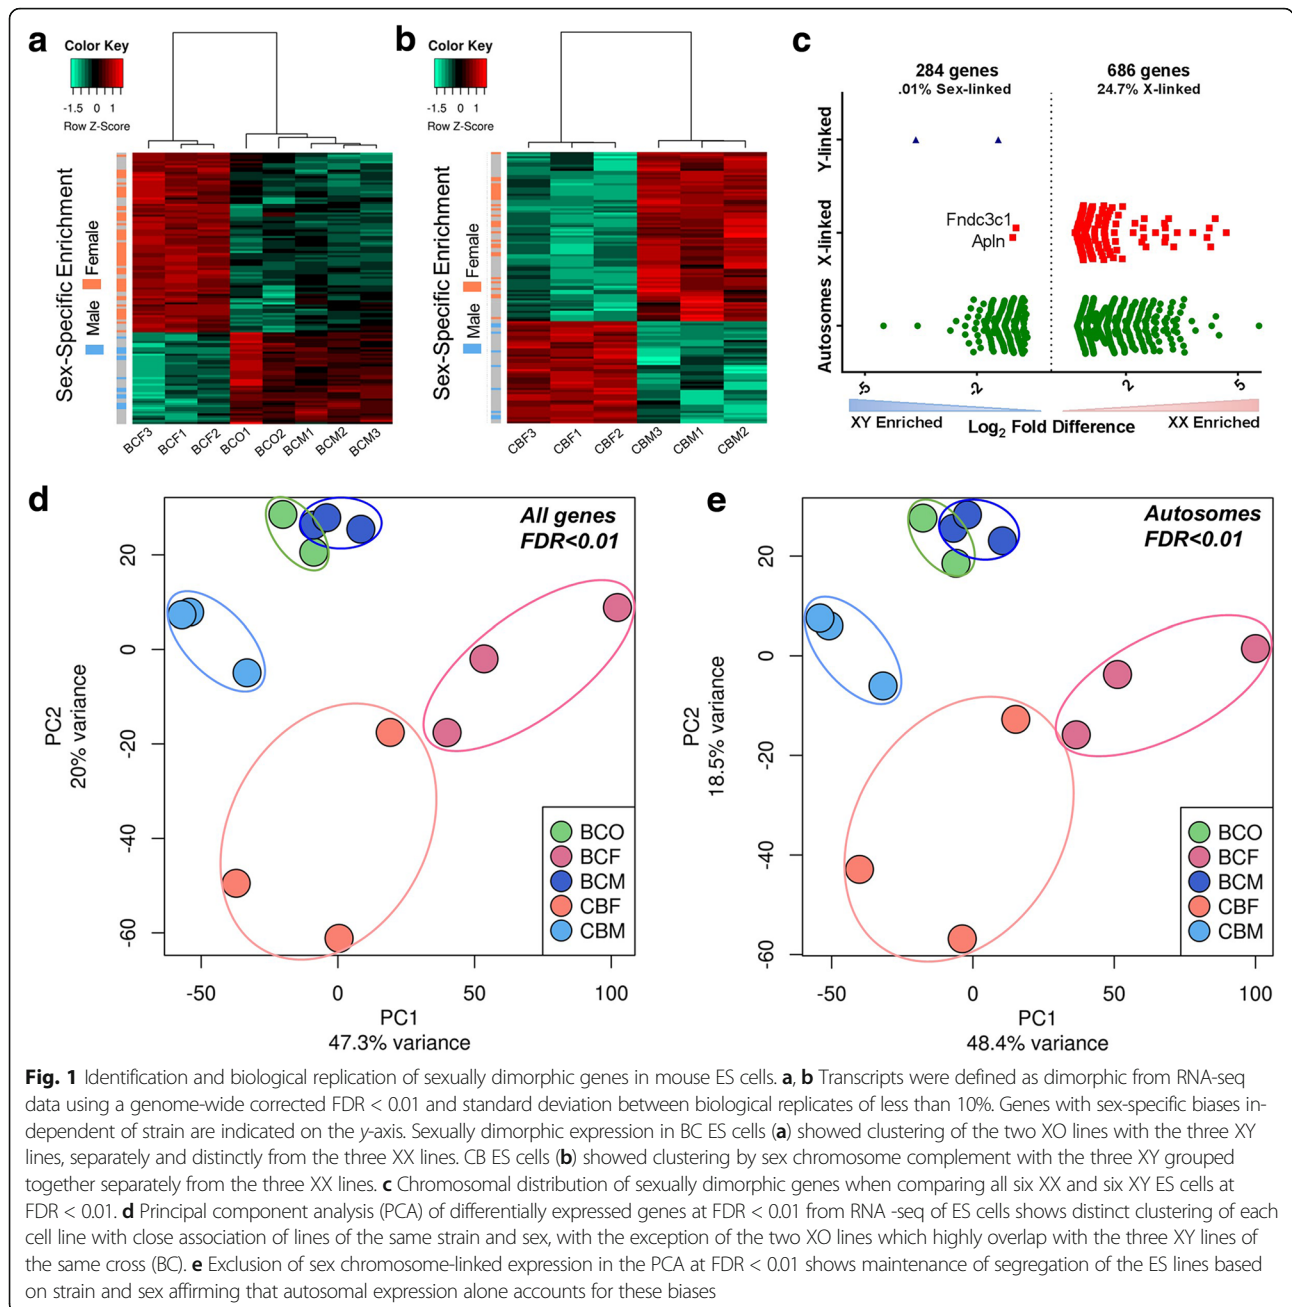 a
Color Key
-1.5 0 1
Row Z-Score
Sex-Specific Enrichment
Male Female
BCF3 BCF1 BCF2 BCO1 BCO2 BCM1 BCM2 BCM3
b
Color Key
-1.5 0 1
Row Z-Score
Sex-Specific Enrichment
Male Female
CBF3 CBF1 CBF2 CBM3 CBM1 CBM2
c
284 genes
.01% Sex-linked
686 genes
24.7% X-linked
Y-linked
X-linked
Autosomes
Fndc3c1
Apln
-5 -2 2 5
XY Enriched
Log2 Fold Difference
XX Enriched
d
All genes
FDR<0.01
20
0
-20
-40
-60
PC2
20% variance
BCO
BCF
BCM
CBF
CBM
-50 0 50 100
PC1
47.3% variance
e
Autosomes
FDR<0.01
20
0
-20
-40
-60
PC2
18.5% variance
BCO
BCF
BCM
CBF
CBM
-50 0 50 100
PC1
48.4% variance
Fig. 1 Identification and biological replication of sexually dimorphic genes in mouse ES cells. a, b Transcripts were defined as dimorphic from RNA-seq
data using a genome-wide corrected FDR < 0.01 and standard deviation between biological replicates of less than 10%. Genes with sex-specific biases in-
dependent of strain are indicated on the y-axis. Sexually dimorphic expression in BC ES cells (a) showed clustering of the two XO lines with the three XY
lines, separately and distinctly from the three XX lines. CB ES cells (b) showed clustering by sex chromosome complement with the three XY grouped
together separately from the three XX lines. c Chromosomal distribution of sexually dimorphic genes when comparing all six XX and six XY ES cells at
FDR < 0.01. d Principal component analysis (PCA) of differentially expressed genes at FDR < 0.01 from RNA -seq of ES cells shows distinct clustering of each
cell line with close association of lines of the same strain and sex, with the exception of the two XO lines which highly overlap with the three XY lines of
the same cross (BC). e Exclusion of sex chromosome-linked expression in the PCA at FDR < 0.01 shows maintenance of segregation of the ES lines based
on strain and sex affirming that autosomal expression alone accounts for these biases